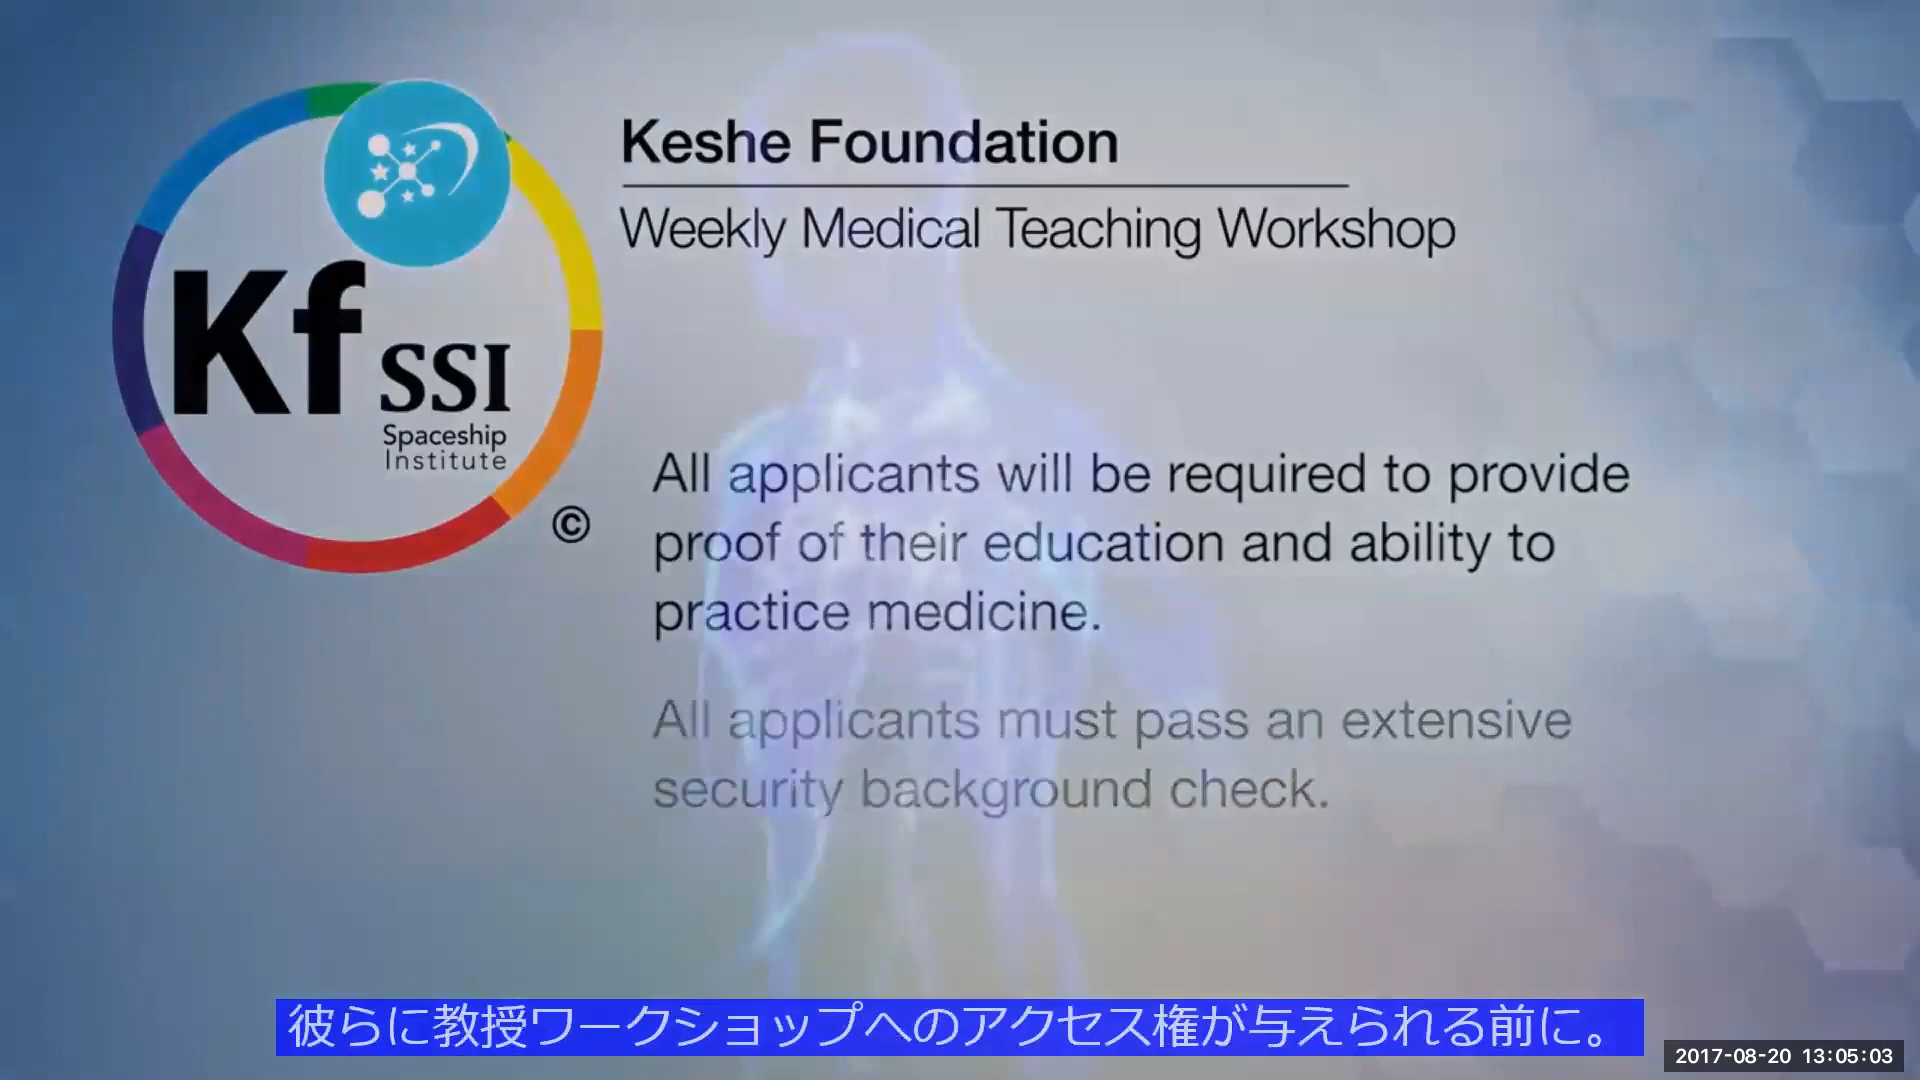 Kf SSI
Spaceship
Institute
©
Keshe Foundation
Weekly Medical Teaching Workshop
All applicants will be required to provide
proof of their education and ability to
practice medicine.
All applicants must pass an extensive
security background check.
彼らに教授ワークショップへのアクセス権が与えられる前に。
2017-08-20 13:05:03